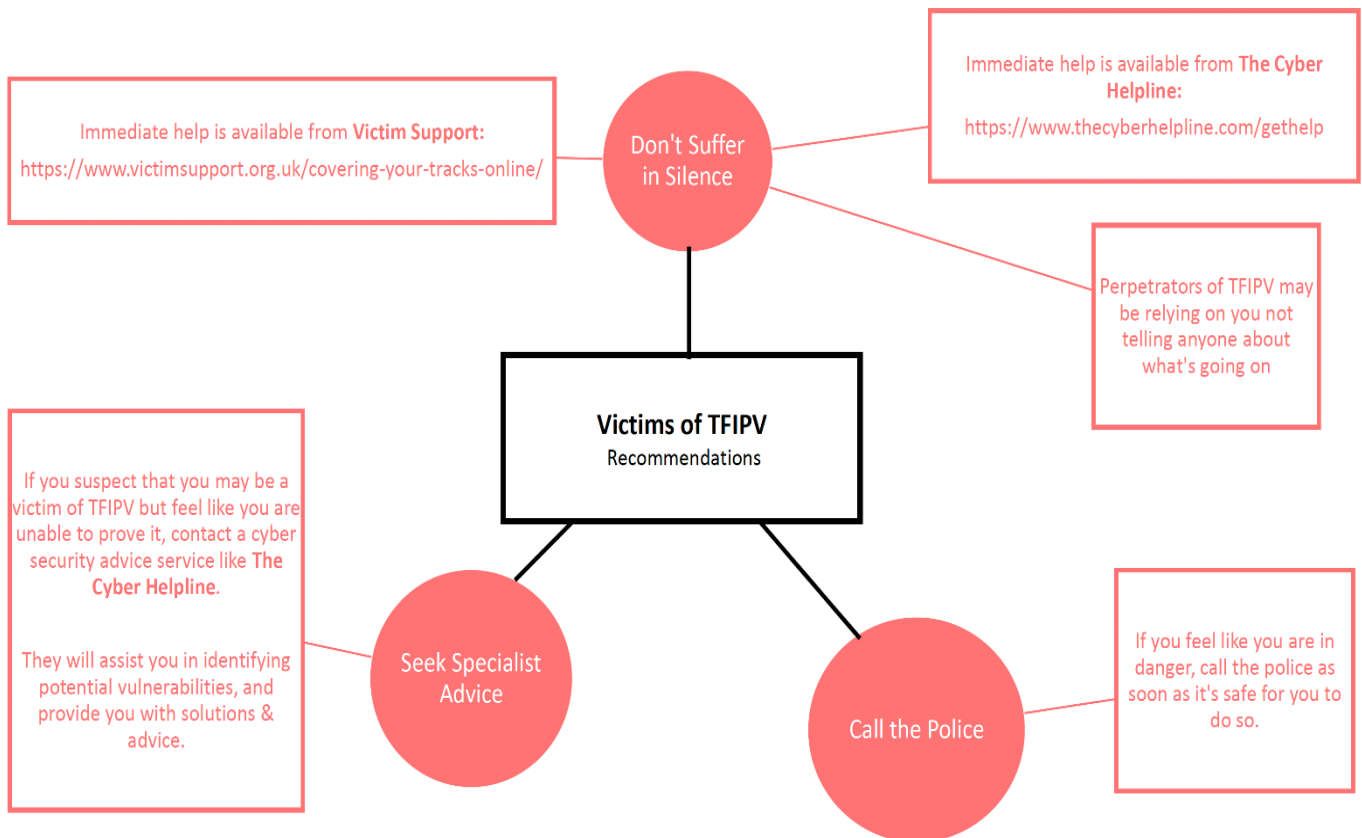 Immediate help is available from Victim Support:
https://www.victimsupport.org.uk/covering-your-tracks-online/
Don't Suffer
in Silence
Immediate help is available from The Cyber
Helpline:
https://www.thecyberhelpline.com/gethelp
Perpetrators of TFIPV may
be relying on you not
telling anyone about
what's going on
Victims of TFIPV
Recommendations
If you suspect that you may be a
victim of TFIPV but feel like you are
unable to prove it, contact a cyber
security advice service like The
Cyber Helpline.
They will assist you in identifying
potential vulnerabilities, and
provide you with solutions &
advice.
Seek Specialist
Advice
Call the Police
If you feel like you are in
danger, call the police as
soon as it's safe for you to
do so.